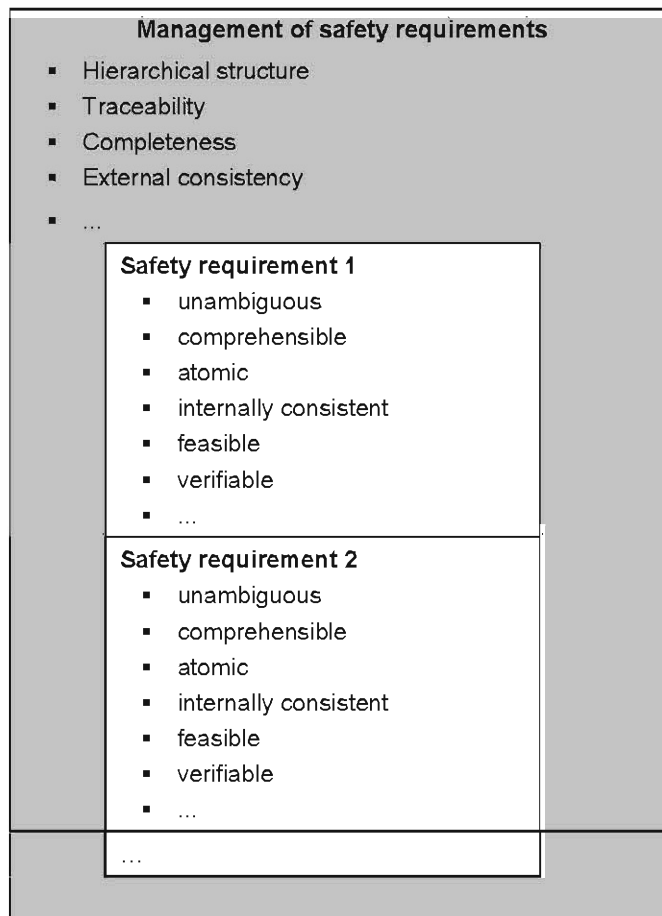 Management of safety requirements
▪ Hierarchical structure
▪ Traceability
▪ Completeness
▪ External consistency
▪ ...
Safety requirement 1
▪ unambiguous
▪ comprehensible
▪ atomic
▪ internally consistent
▪ feasible
▪ verifiable
▪ ...
Safety requirement 2
▪ unambiguous
▪ comprehensible
▪ atomic
▪ internally consistent
▪ feasible
▪ verifiable
▪ ...
...